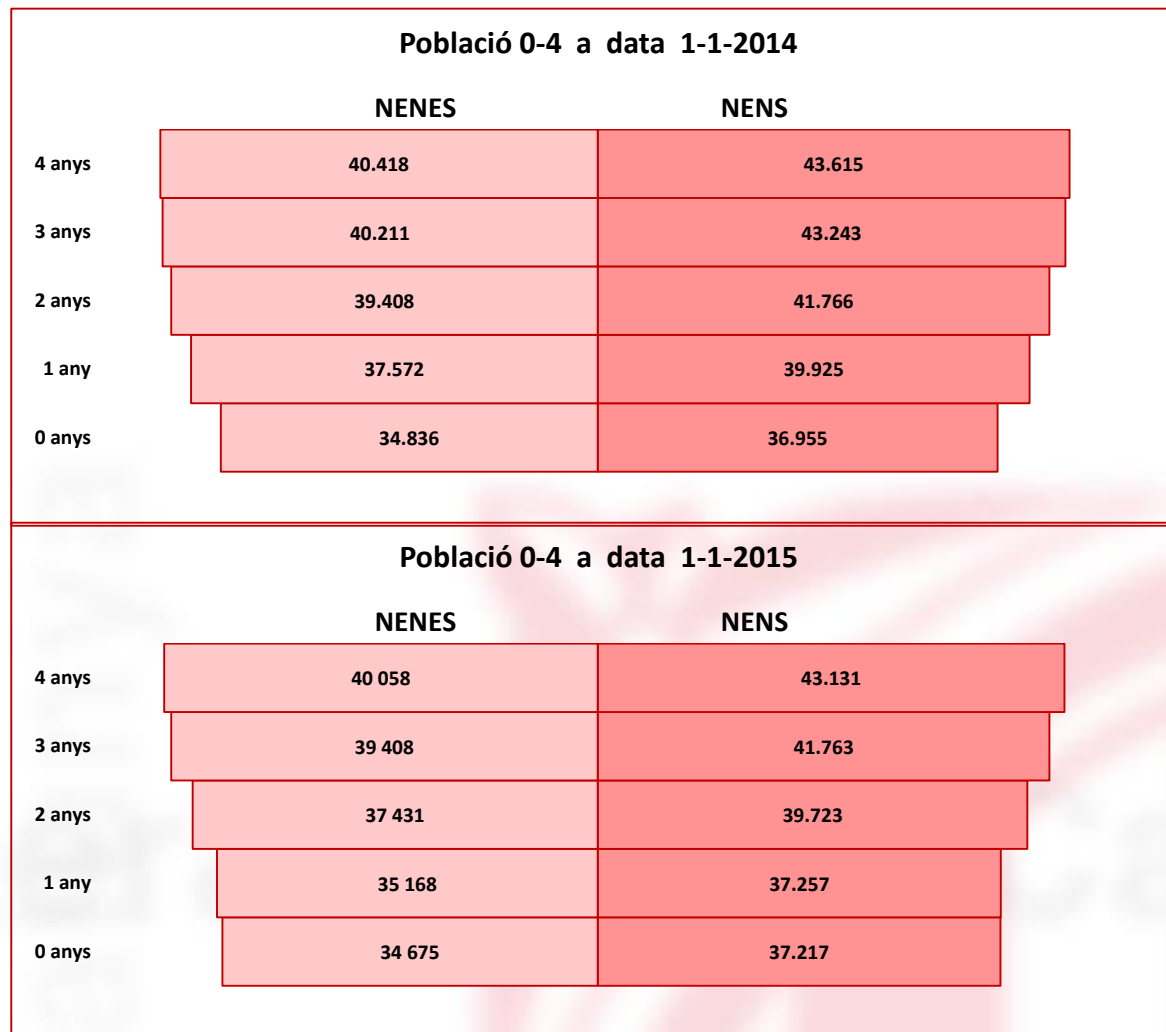 Població 0-4 a data 1-1-2014
NENES NENS
4 anys 40.418 43.615
3 anys 40.211 43.243
2 anys 39.408 41.766
1 any 37.572 39.925
0 anys 34.836 36.955
Població 0-4 a data 1-1-2015
NENES NENS
4 anys 40 058 43.131
3 anys 39 408 41.763
2 anys 37 431 39.723
1 any 35 168 37.257
0 anys 34 675 37.217